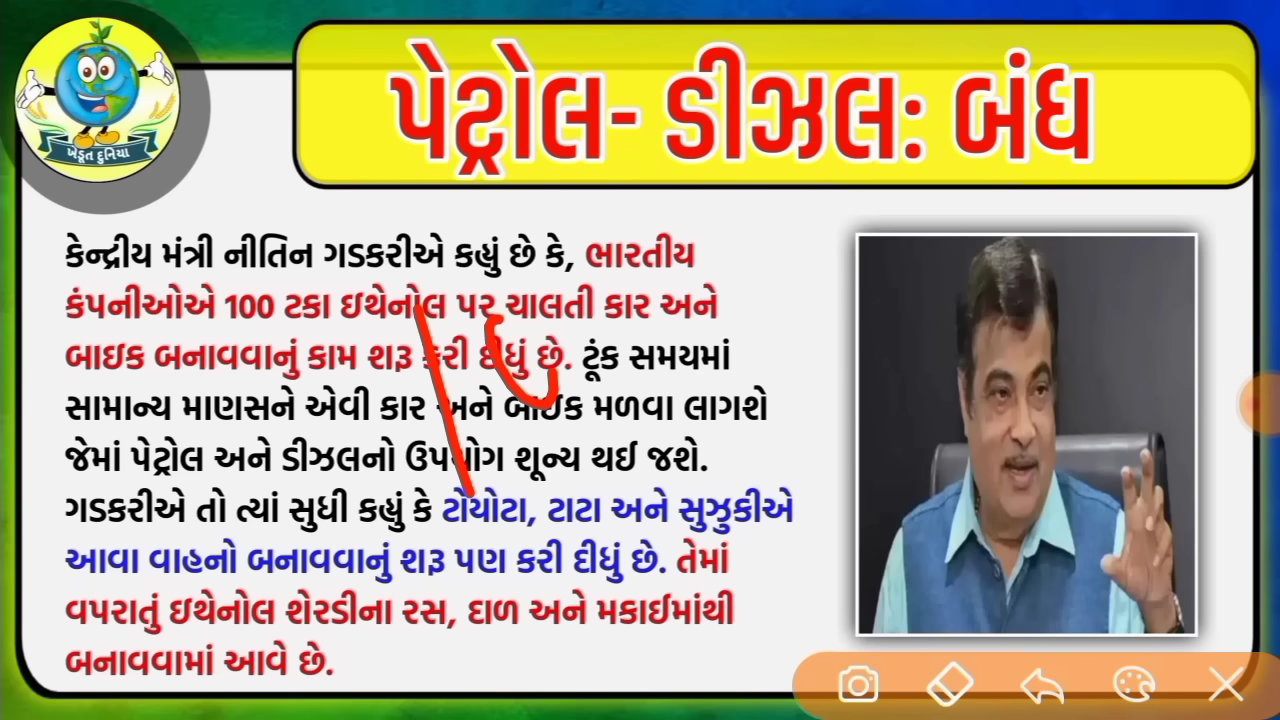 ખેડૂત દુનિયા
પેટ્રોલ- ડીઝલ: બંધ
કેન્દ્રીય મંત્રી નીતિન ગડકરીએ કહ્યું છે કે, ભારતીય
કંપનીઓએ 100 ટકા ઇથેનોલ પર ચાલતી કાર અને
બાઇક બનાવવાનું કામ શરૂ કરી દીધું છે. ટૂંક સમયમાં
સામાન્ય માણસને એવી કાર અને બાઈક મળવા લાગશે
જેમાં પેટ્રોલ અને ડીઝલનો ઉપયોગ શૂન્ય થઈ જશે.
ગડકરીએ તો ત્યાં સુધી કહ્યું કે ટોયોટા, ટાટા અને સુઝુકીએ
આવા વાહનો બનાવવાનું શરૂ પણ કરી દીધું છે. તેમાં
વપરાતું ઇથેનોલ શેરડીના રસ, દાળ અને મકાઈમાંથી
બનાવવામાં આવે છે.